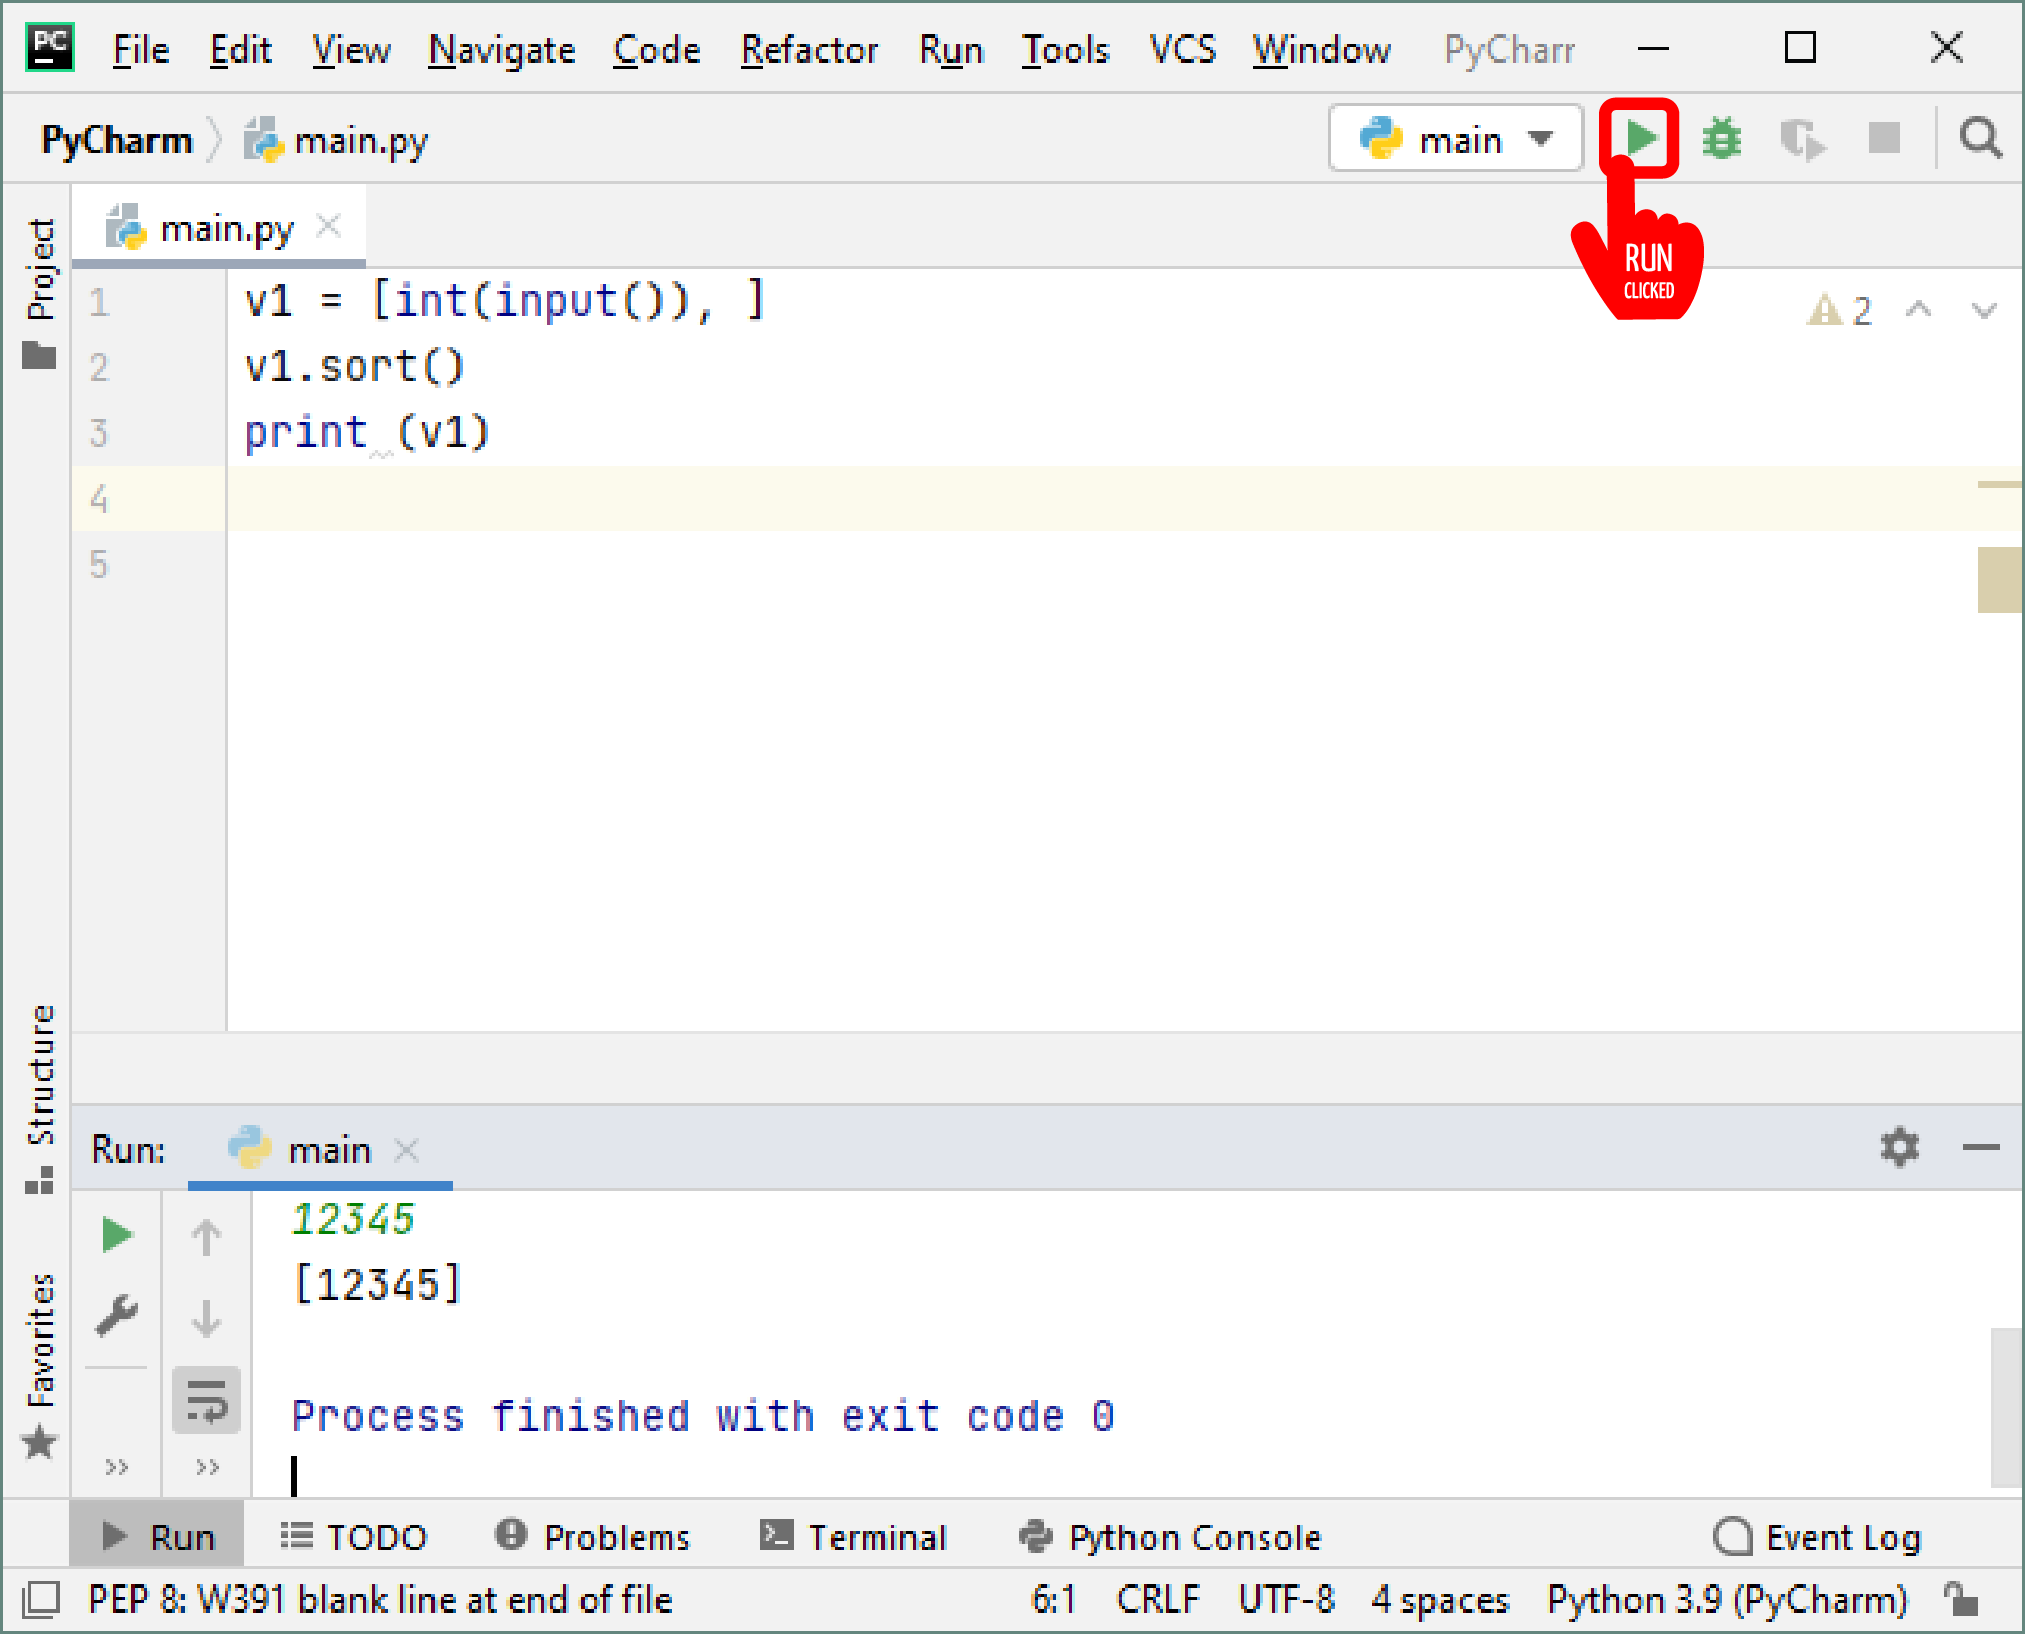 PC File Edit View Navigate Code Refactor Run Tools VCS Window PyCharr
PyCharm main.py main
main.py
RUN
CLICKED
Project
1 v1 = [int(input()), ]
2
2 v1.sort()
3 print (v1)
4
5
Structure
Run: main
Favorites
12345
[12345]
Process finished with exit code 0
Run TODO Problems Terminal Python Console Event Log
PEP 8: W391 blank line at end of file 6:1 CRLF UTF-8 4 spaces Python 3.9 (PyCharm)